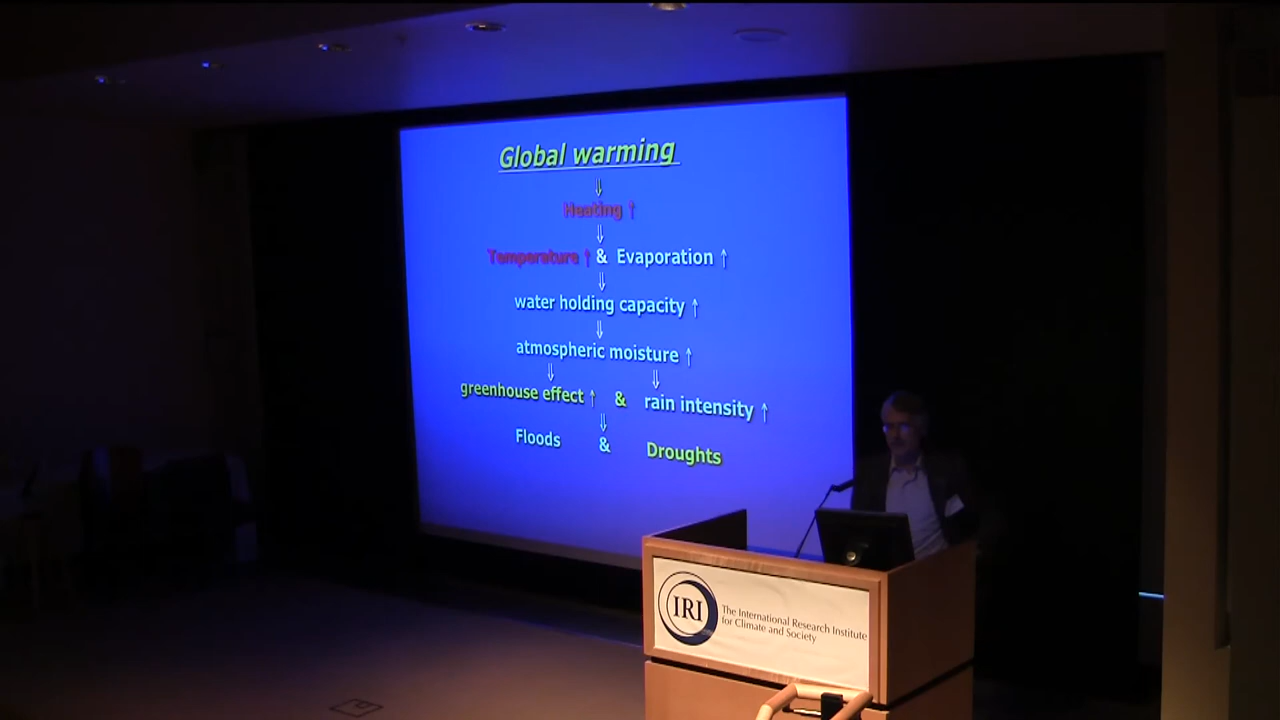 Global warming
⇓
Heating ↑
⇓
Temperature ↑ & Evaporation ↑
⇓
water holding capacity ↑
⇓
atmospheric moisture ↑
⇓ ⇓
greenhouse effect ↑ & rain intensity ↑
⇓
Floods & Droughts
IRI
The International Research Institute
for Climate and Society